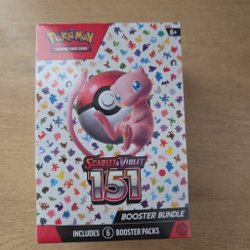 POKÉMON
TRADING CARD GAME
6+
SCARLET & VIOLET
151
BOOSTER BUNDLE
INCLUDES 6 BOOSTER PACKS